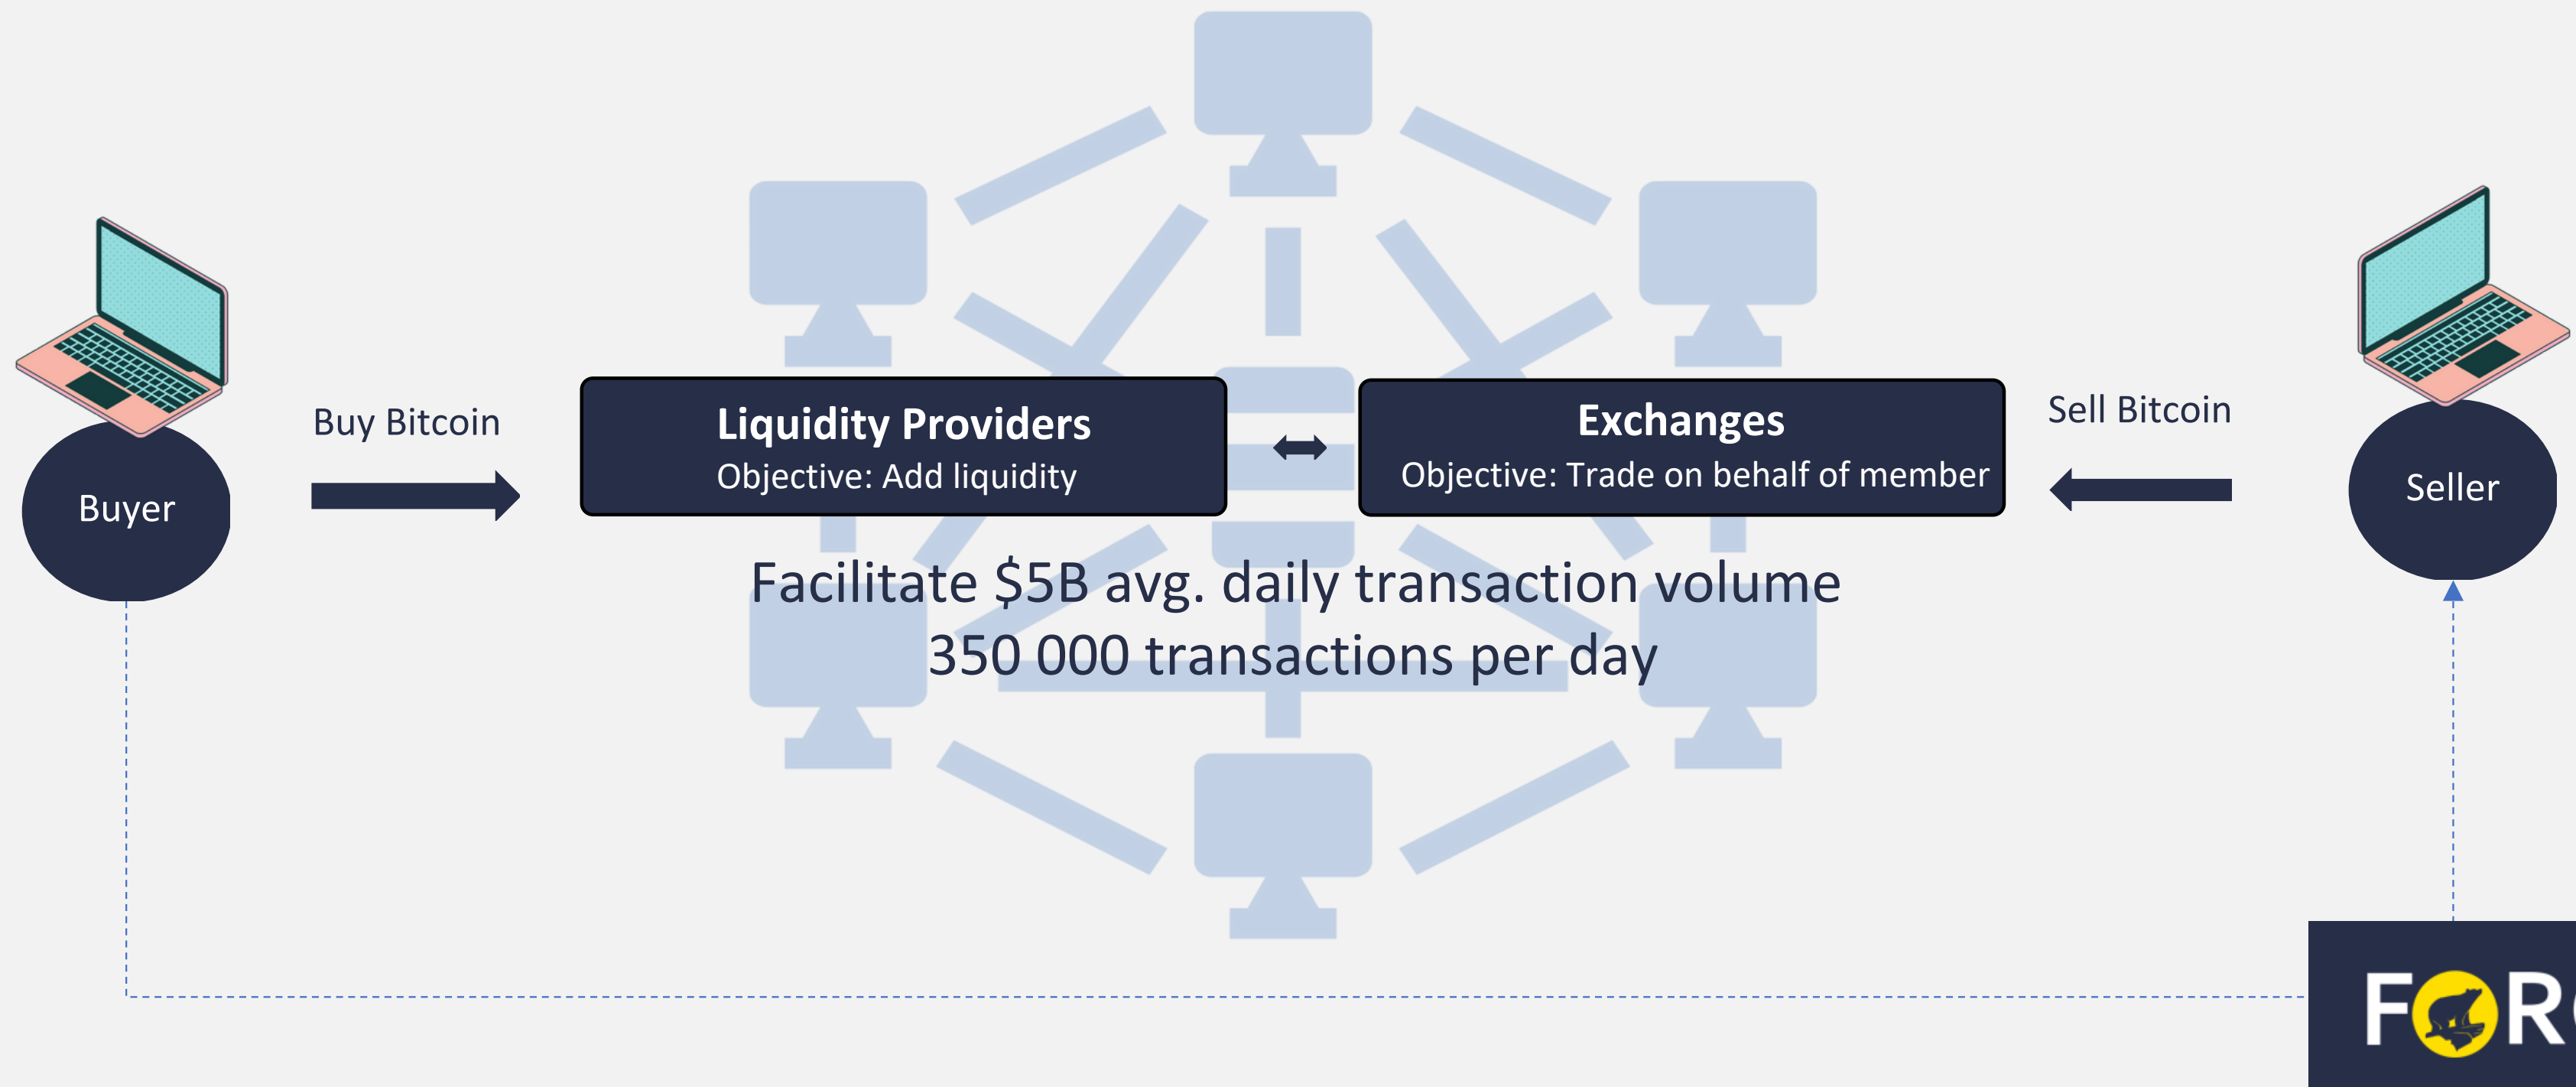 Buy Bitcoin
Buyer
Liquidity Providers
Objective: Add liquidity
Exchanges
Objective: Trade on behalf of member
Sell Bitcoin
Seller
Facilitate $5B avg. daily transaction volume
350 000 transactions per day